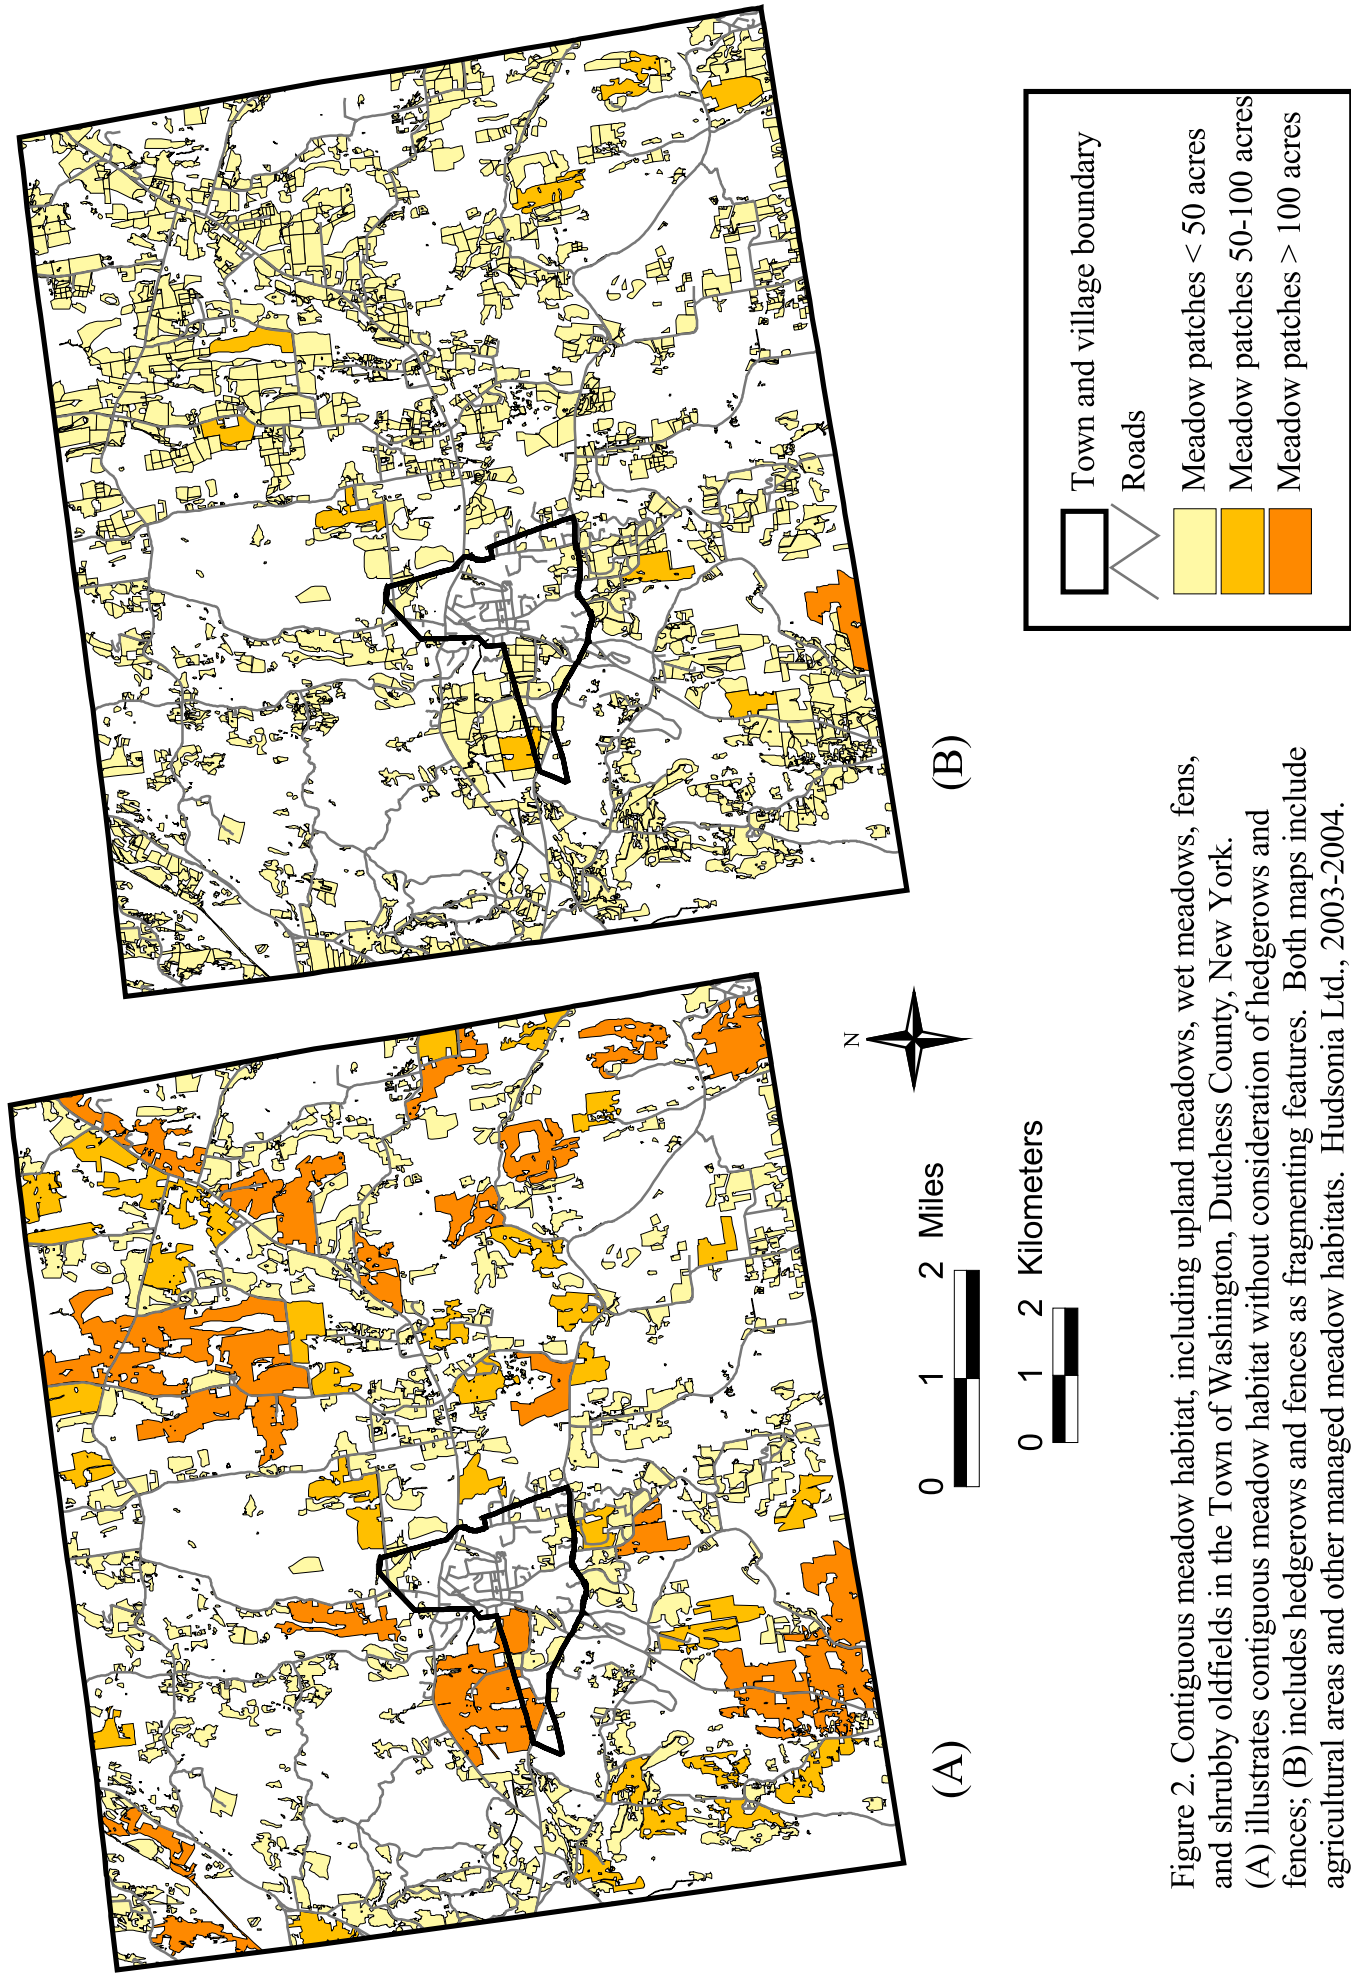 (A)
(B)
N
0 1 2 Miles
0 1 2 Kilometers
Town and village boundary
Roads
Meadow patches < 50 acres
Meadow patches 50-100 acres
Meadow patches > 100 acres
Figure 2. Contiguous meadow habitat, including upland meadows, wet meadows, fens,
and shrubby oldfields in the Town of Washington, Dutchess County, New York.
(A) illustrates contiguous meadow habitat without consideration of hedgerows and
fences; (B) includes hedgerows and fences as fragmenting features. Both maps include
agricultural areas and other managed meadow habitats. Hudsonia Ltd., 2003-2004.